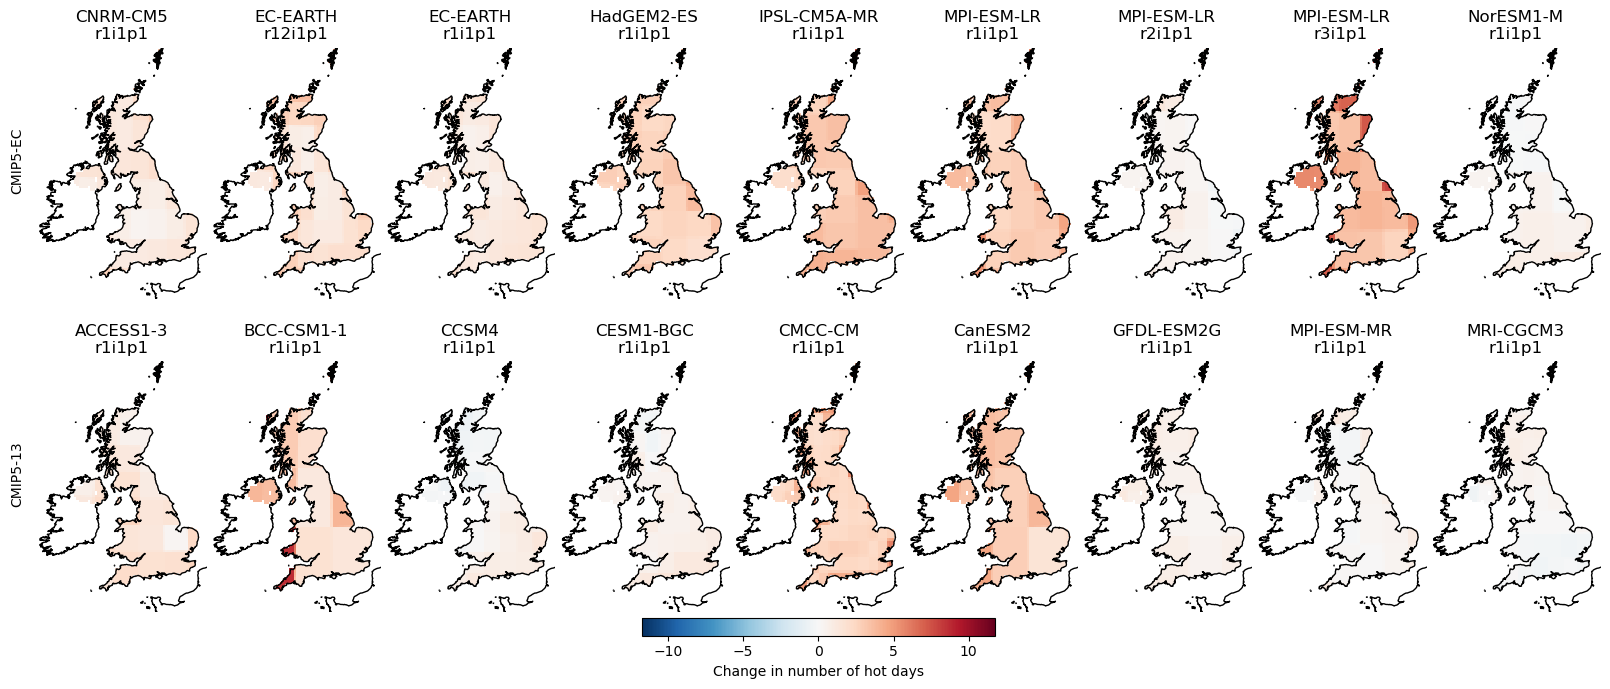 CNRM-CM5
r1i1p1
EC-EARTH
r12i1p1
EC-EARTH
r1i1p1
HadGEM2-ES
r1i1p1
IPSL-CM5A-MR
r1i1p1
MPI-ESM-LR
r1i1p1
MPI-ESM-LR
r2i1p1
MPI-ESM-LR
r3i1p1
NorESM1-M
r1i1p1
CMIP5-EC
ACCESS1-3
r1i1p1
BCC-CSM1-1
r1i1p1
CCSM4
r1i1p1
CESM1-BGC
r1i1p1
CMCC-CM
r1i1p1
CanESM2
r1i1p1
GFDL-ESM2G
r1i1p1
MPI-ESM-MR
r1i1p1
MRI-CGCM3
r1i1p1
CMIP5-13
−10 −5 0 5 10
Change in number of hot days